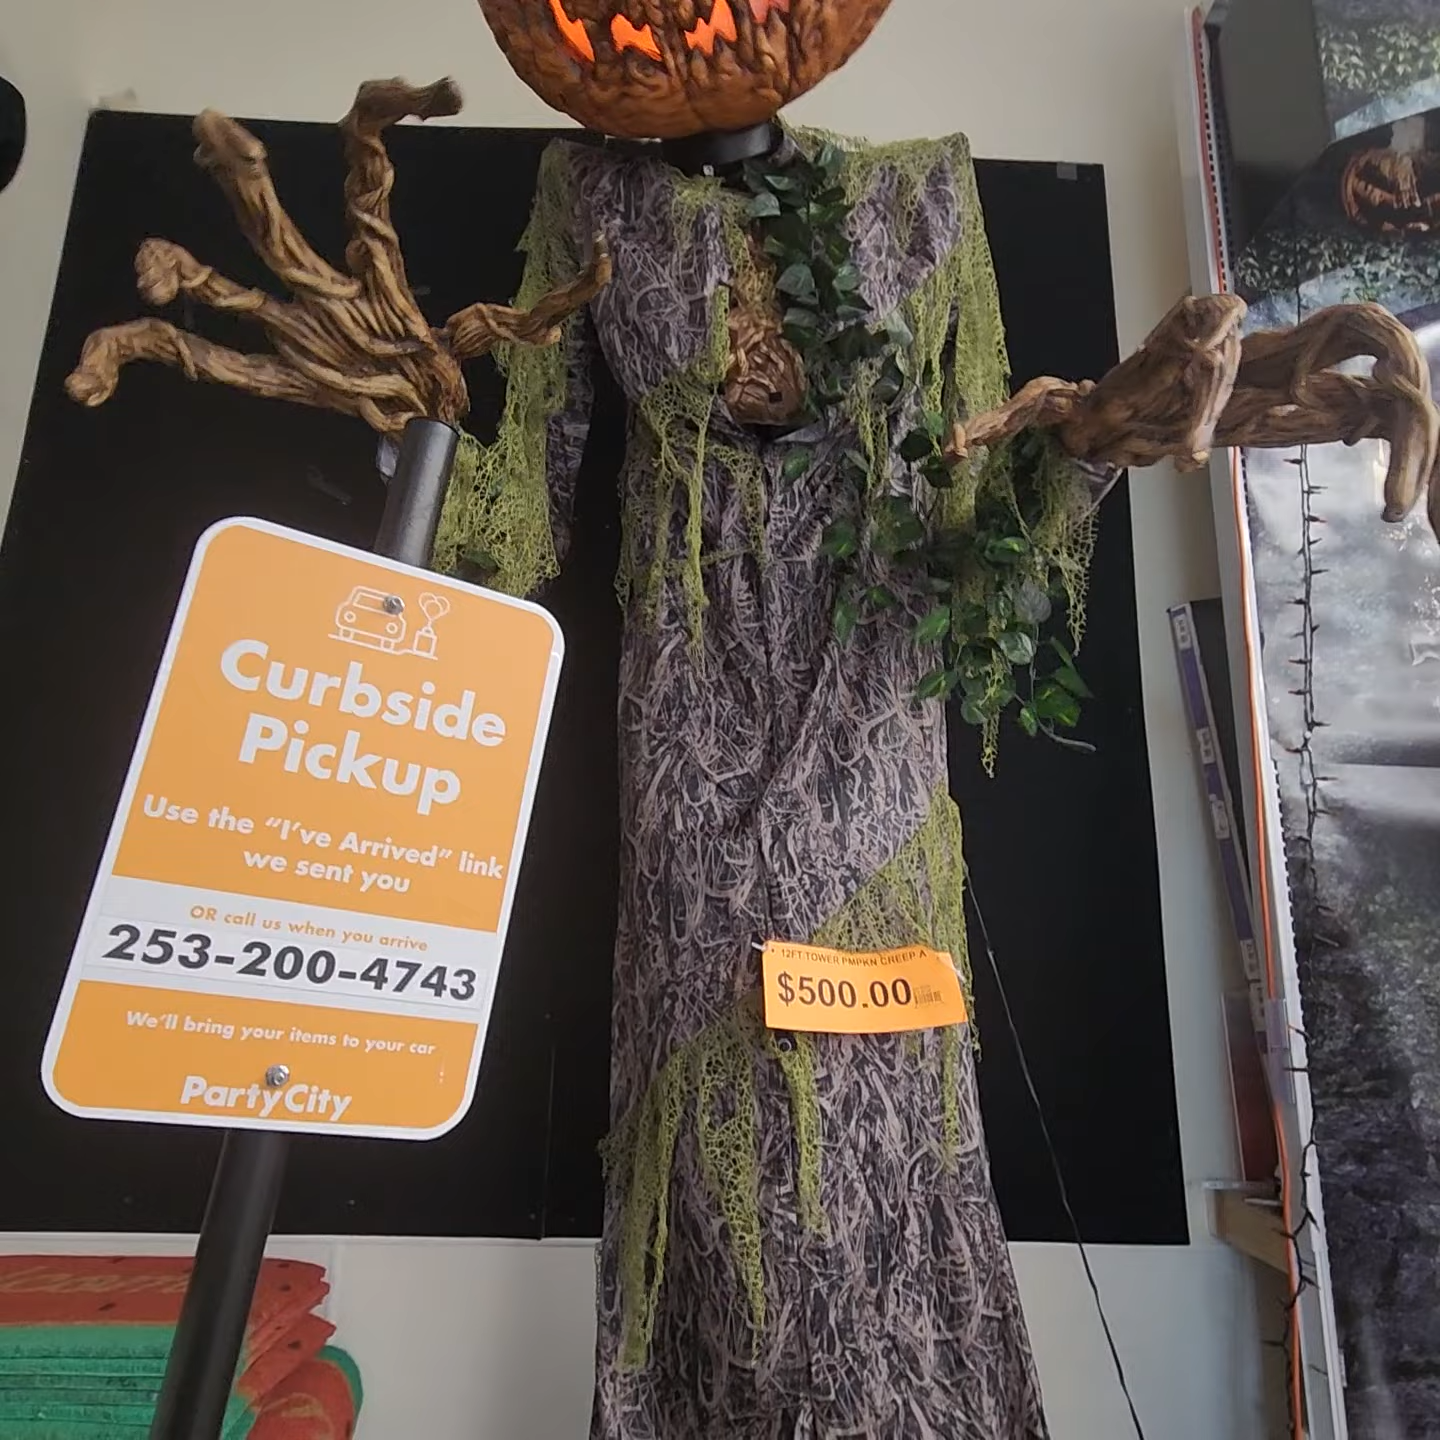 Curbside
Pickup
Use the "I've Arrived" link
we sent you
OR call us when you arrive
253-200-4743
We'll bring your items to your car
PartyCity
12FT TOWER PMPKN CREEP A
$500.00